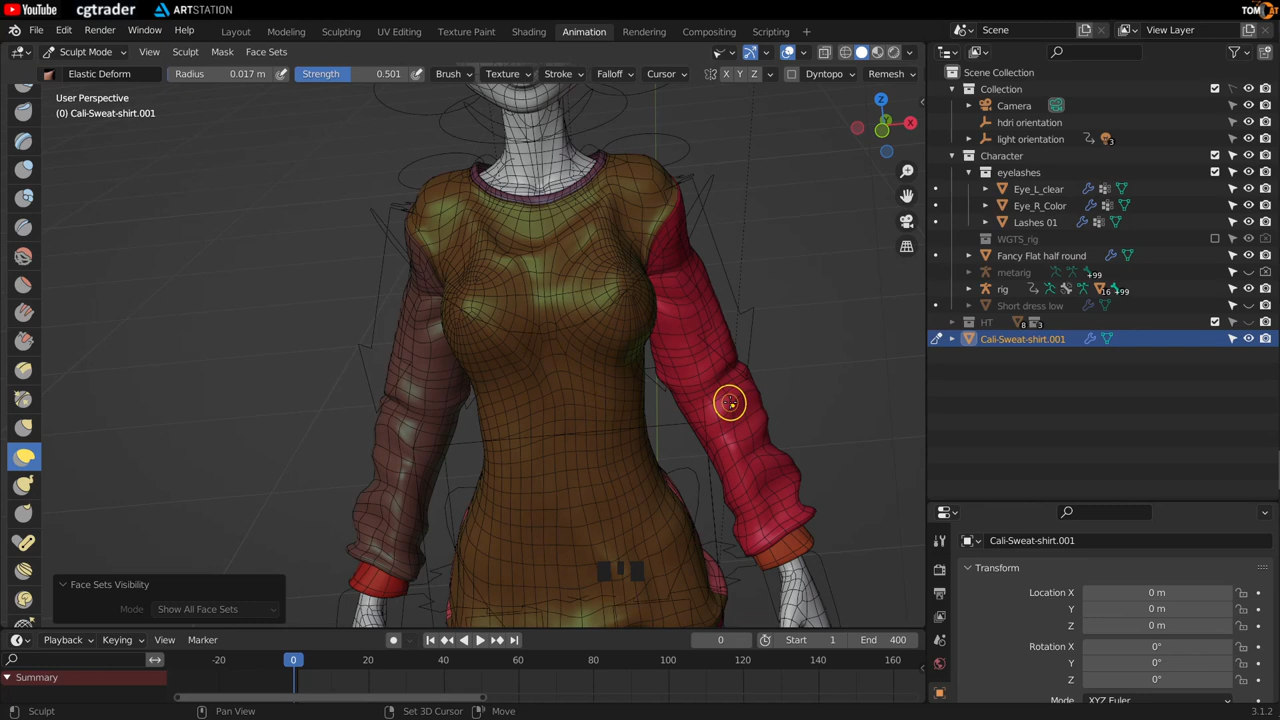 YouTube cgtrader ARTSTATION TOMCAT
File Edit Render Window Help Layout Modeling Sculpting UV Editing Texture Paint Shading Animation Rendering Compositing Scripting + Scene View Layer
Sculpt Mode View Sculpt Mask Face Sets
Elastic Deform Radius 0.017 m Strength 0.501 Brush Texture Stroke Falloff Cursor X Y Z Dyntopo Remesh
User Perspective
(0) Cali-Sweat-shirt.001
Z
X
Scene Collection
Collection
Camera
hdri orientation
light orientation 3
Character
eyelashes
Eye_L_clear
Eye_R_Color
Lashes 01
WGTS_rig
Fancy Flat half round
metarig +99
rig 16 +99
Short dress low
HT 8 3
Cali-Sweat-shirt.001
Face Sets Visibility
Mode Show All Face Sets
Cali-Sweat-shirt.001
Transform
Location X 0 m
Y 0 m
Z 0 m
Rotation X 0°
Y 0°
Z 0°
Mode XYZ Euler
Playback Keying View Marker 0 Start 1 End 400
-20 0 20 40 60 80 100 120 140 160
Summary
Sculpt Pan View Set 3D Cursor Move 3.1.2